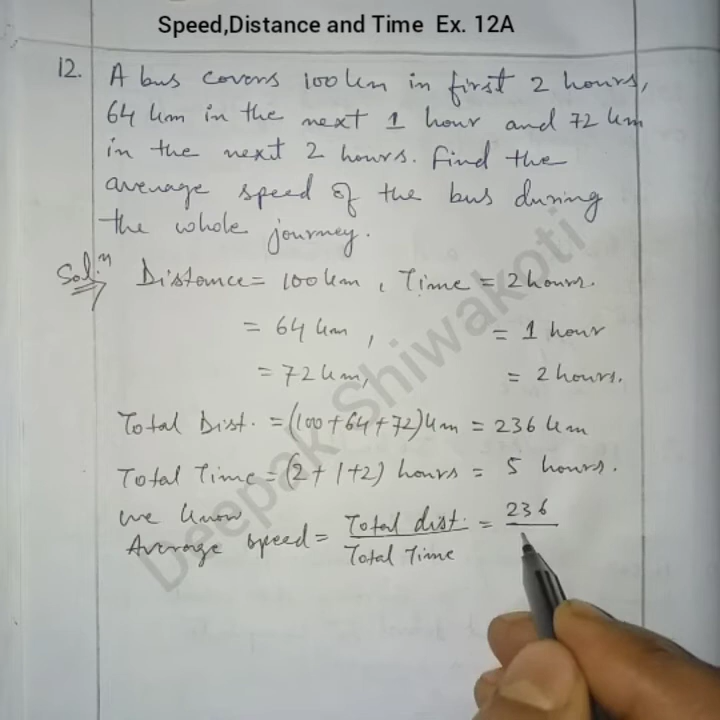 Speed,Distance and Time Ex. 12A
12. A bus covers 100 km in first 2 hours,
64 km in the next 1 hour and 72 km
in the next 2 hours. Find the
average speed of the bus during
the whole journey.
Sol.n Distance = 100 km, Time = 2 hours.
= 64 km, = 1 hour
= 72 km, = 2 hours.
Total Dist. = (100+64+72) km = 236 km
Total Time = (2+1+2) hours = 5 hours.
we know
Average speed = Total dist. / Total Time = 236
Deepak Shiwakoti